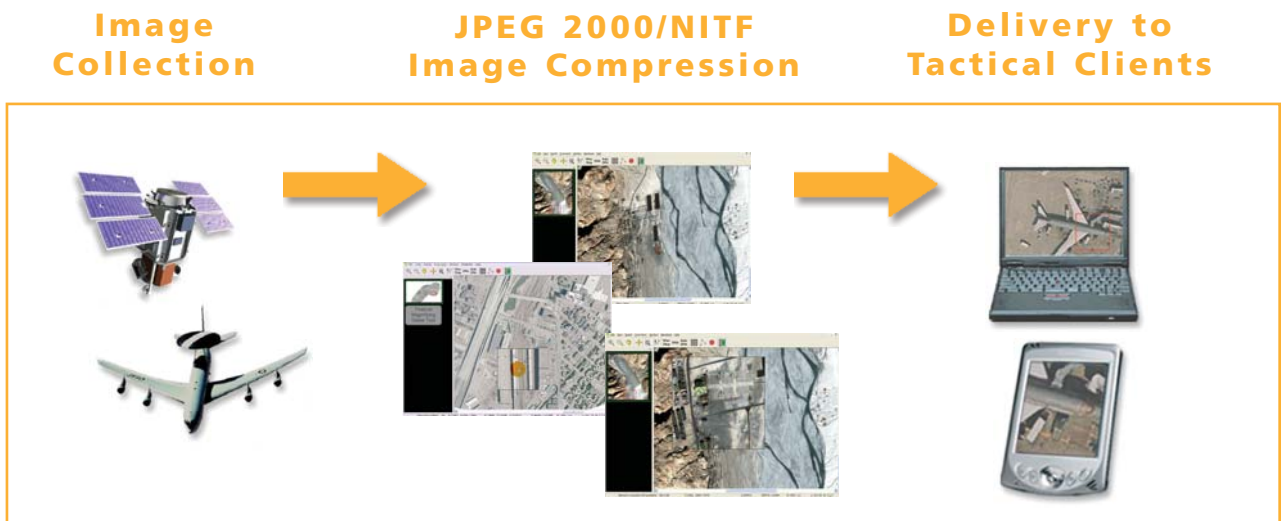 Image
Collection
JPEG 2000/NITF
Image Compression
Delivery to
Tactical Clients